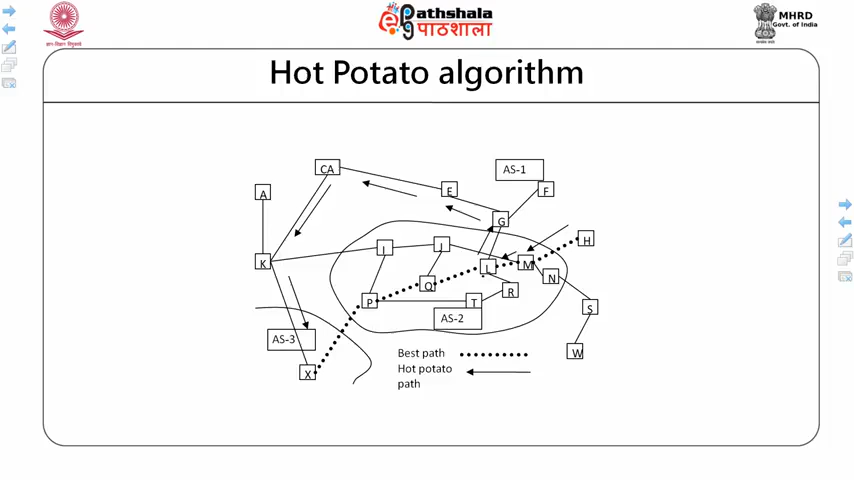 ePathshala
पाठशाला
MHRD
Govt. of India
Hot Potato algorithm
CA
AS-1
A
E
F
G
I
J
H
K
L
M
N
Q
R
P
T
S
AS-2
AS-3
W
X
Best path
Hot potato
path